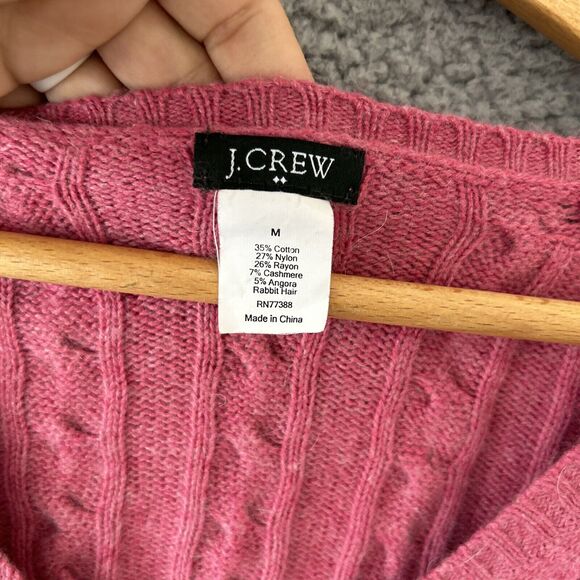 J.CREW
M
35% Cotton
27% Nylon
26% Rayon
7% Cashmere
5% Angora
Rabbit Hair
RN77388
Made in China